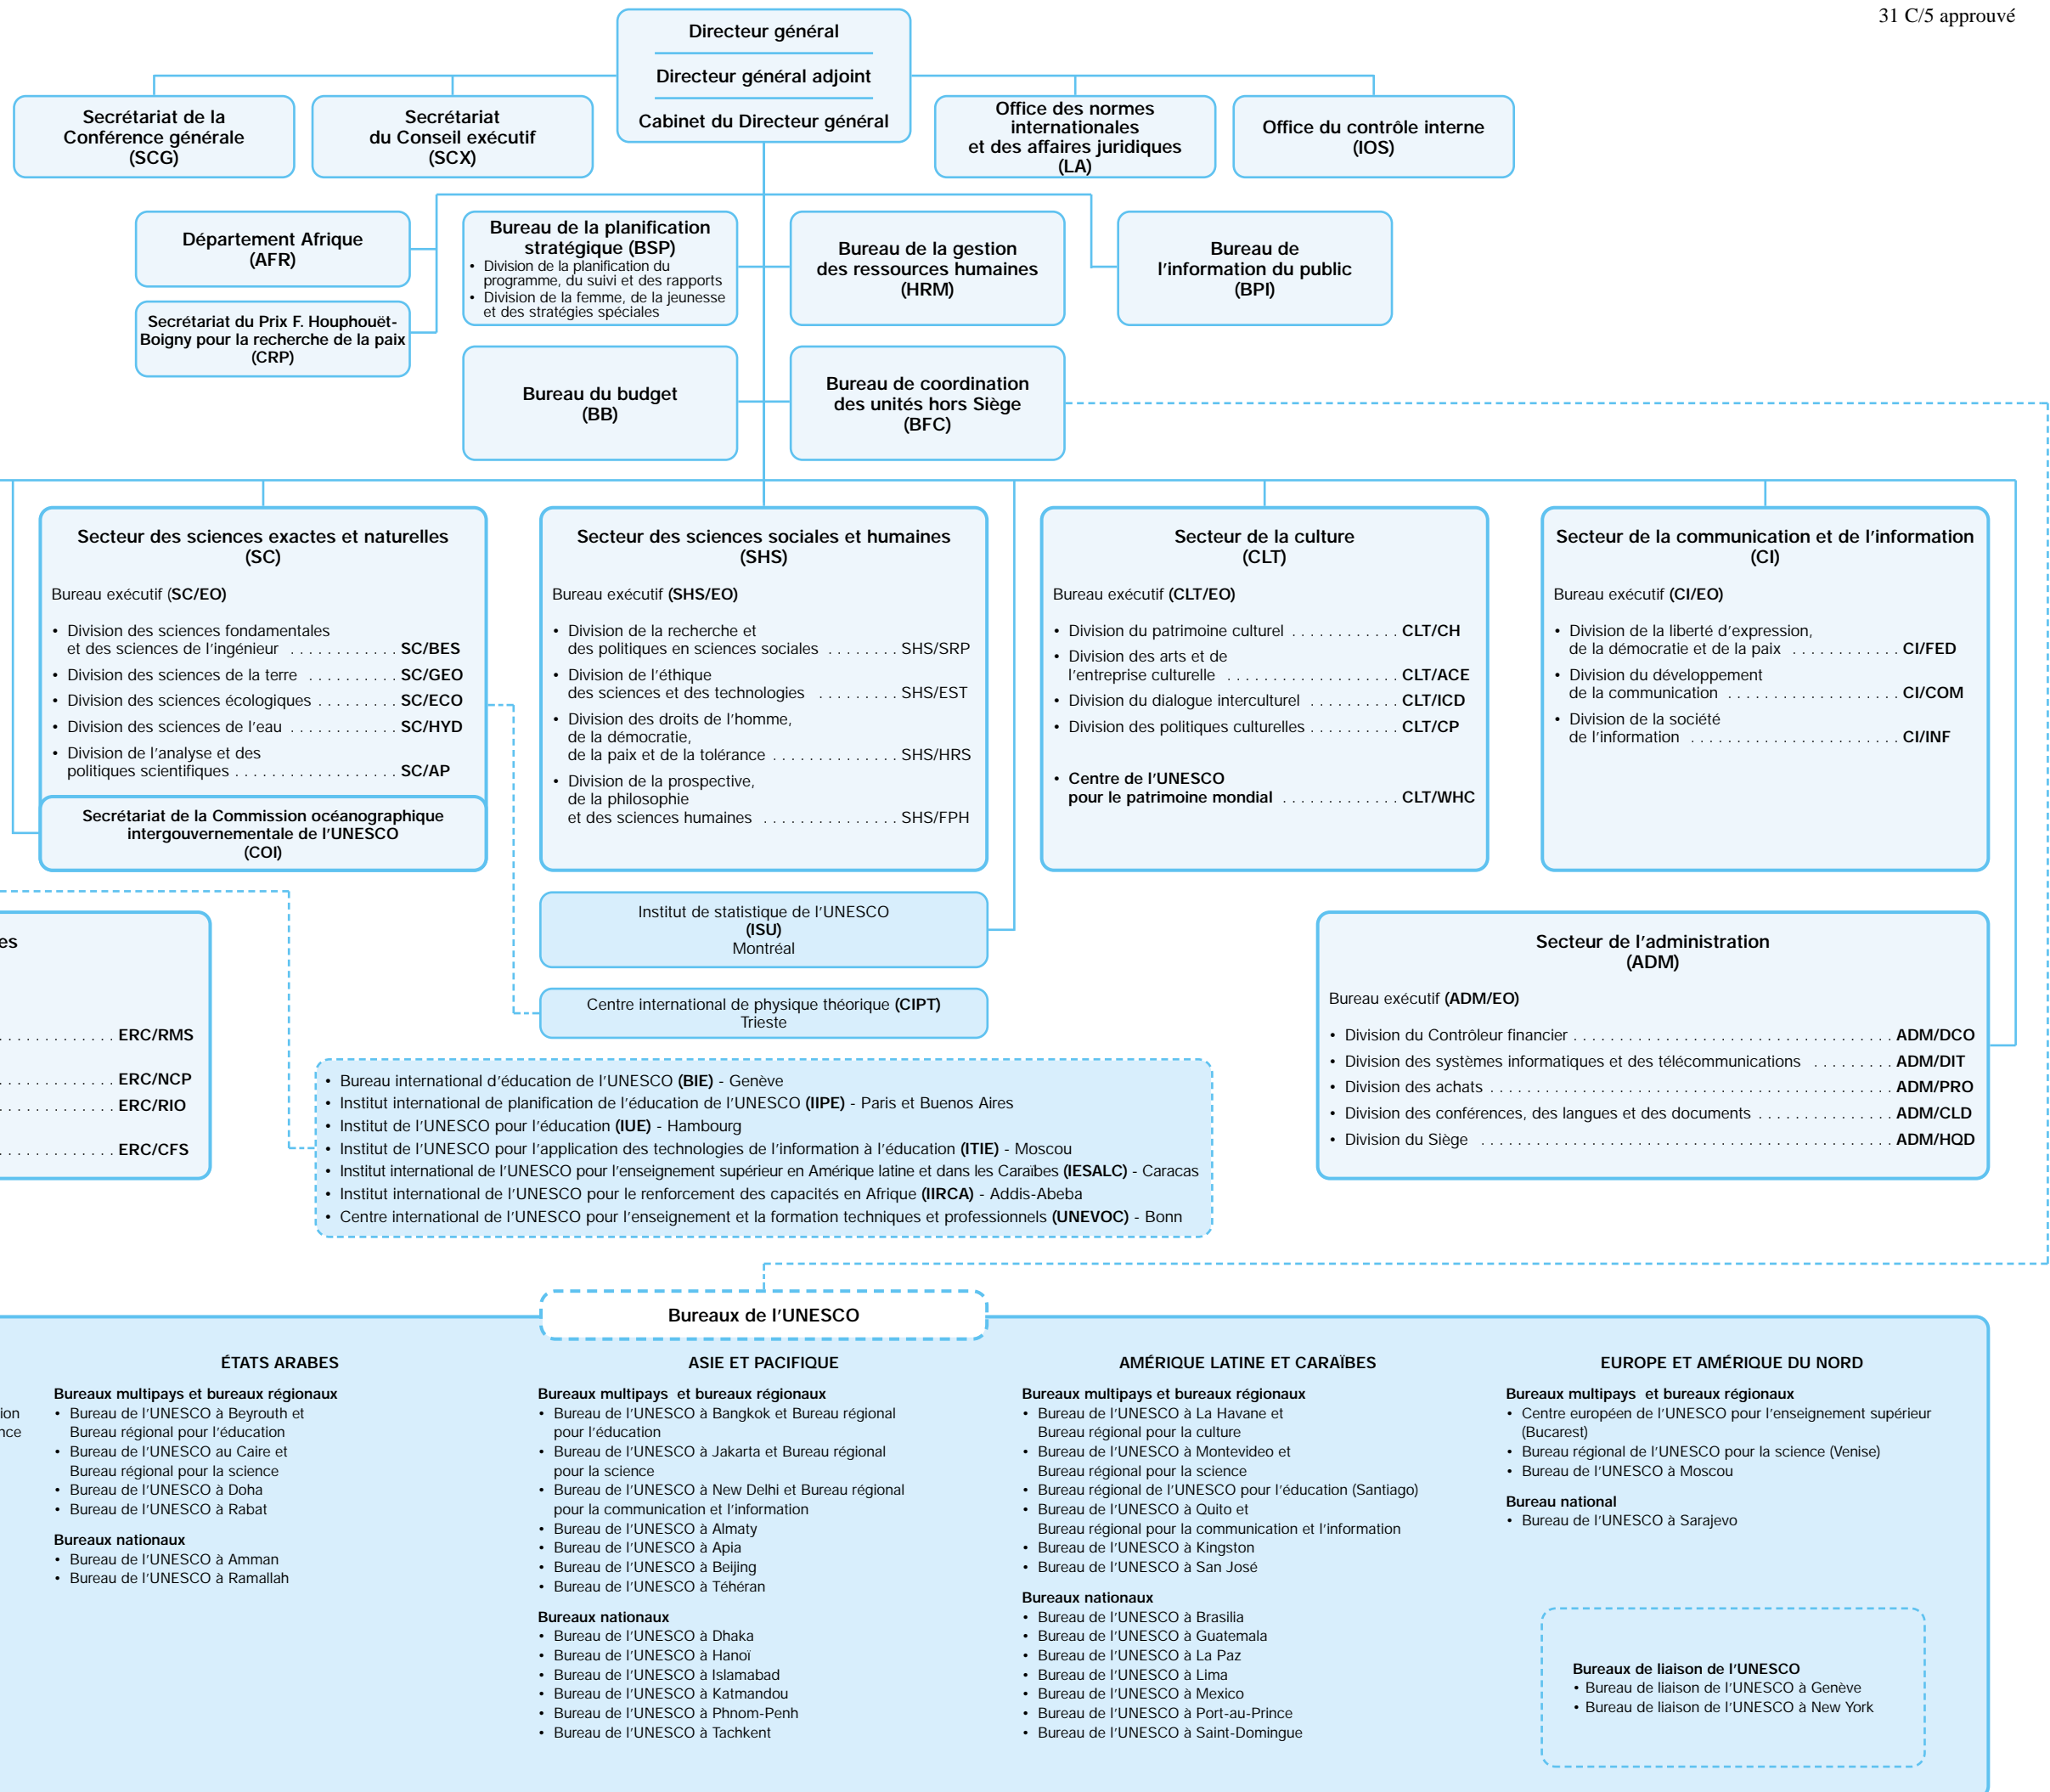 31 C/5 approuvé
Directeur général
Directeur général adjoint
Cabinet du Directeur général
Secrétariat de la
Conférence générale
(SCG)
Secrétariat
du Conseil exécutif
(SCX)
Office des normes
internationales
et des affaires juridiques
(LA)
Office du contrôle interne
(IOS)
Département Afrique
(AFR)
Secrétariat du Prix F. Houphouët-
Boigny pour la recherche de la paix
(CRP)
Bureau de la planification
stratégique (BSP)
• Division de la planification du
programme, du suivi et des rapports
• Division de la femme, de la jeunesse
et des stratégies spéciales
Bureau de la gestion
des ressources humaines
(HRM)
Bureau de
l'information du public
(BPI)
Bureau du budget
(BB)
Bureau de coordination
des unités hors Siège
(BFC)
Secteur des sciences exactes et naturelles
(SC)
Bureau exécutif (SC/EO)
• Division des sciences fondamentales
et des sciences de l'ingénieur . . . . . . . . . . . . SC/BES
• Division des sciences de la terre . . . . . . . . . . SC/GEO
• Division des sciences écologiques . . . . . . . . . SC/ECO
• Division des sciences de l'eau . . . . . . . . . . . . SC/HYD
• Division de l'analyse et des
politiques scientifiques . . . . . . . . . . . . . . . . . . SC/AP
Secrétariat de la Commission océanographique
intergouvernementale de l'UNESCO
(COI)
Secteur des sciences sociales et humaines
(SHS)
Bureau exécutif (SHS/EO)
• Division de la recherche et
des politiques en sciences sociales . . . . . . . . SHS/SRP
• Division de l'éthique
des sciences et des technologies . . . . . . . . . SHS/EST
• Division des droits de l'homme,
de la démocratie,
de la paix et de la tolérance . . . . . . . . . . . . . . SHS/HRS
• Division de la prospective,
de la philosophie
et des sciences humaines . . . . . . . . . . . . . . . SHS/FPH
Secteur de la culture
(CLT)
Bureau exécutif (CLT/EO)
• Division du patrimoine culturel . . . . . . . . . . . . CLT/CH
• Division des arts et de
l'entreprise culturelle . . . . . . . . . . . . . . . . . . . CLT/ACE
• Division du dialogue interculturel . . . . . . . . . . CLT/ICD
• Division des politiques culturelles . . . . . . . . . . CLT/CP
• Centre de l'UNESCO
pour le patrimoine mondial . . . . . . . . . . . . . CLT/WHC
Secteur de la communication et de l'information
(CI)
Bureau exécutif (CI/EO)
• Division de la liberté d'expression,
de la démocratie et de la paix . . . . . . . . . . . . CI/FED
• Division du développement
de la communication . . . . . . . . . . . . . . . . . . . CI/COM
• Division de la société
de l'information . . . . . . . . . . . . . . . . . . . . . . . CI/INF
Institut de statistique de l'UNESCO
(ISU)
Montréal
Centre international de physique théorique (CIPT)
Trieste
es
. . . . . . . . . . . . . ERC/RMS
. . . . . . . . . . . . . ERC/NCP
. . . . . . . . . . . . . ERC/RIO
. . . . . . . . . . . . . ERC/CFS
Secteur de l'administration
(ADM)
Bureau exécutif (ADM/EO)
• Division du Contrôleur financier . . . . . . . . . . . . . . . . . . . . . . . . . . . . . . . . . . . ADM/DCO
• Division des systèmes informatiques et des télécommunications . . . . . . . . . ADM/DIT
• Division des achats . . . . . . . . . . . . . . . . . . . . . . . . . . . . . . . . . . . . . . . . . . . . ADM/PRO
• Division des conférences, des langues et des documents . . . . . . . . . . . . . . . ADM/CLD
• Division du Siège . . . . . . . . . . . . . . . . . . . . . . . . . . . . . . . . . . . . . . . . . . . . . ADM/HQD
• Bureau international d'éducation de l'UNESCO (BIE) - Genève
• Institut international de planification de l'éducation de l'UNESCO (IIPE) - Paris et Buenos Aires
• Institut de l'UNESCO pour l'éducation (IUE) - Hambourg
• Institut de l'UNESCO pour l'application des technologies de l'information à l'éducation (ITIE) - Moscou
• Institut international de l'UNESCO pour l'enseignement supérieur en Amérique latine et dans les Caraïbes (IESALC) - Caracas
• Institut international de l'UNESCO pour le renforcement des capacités en Afrique (IIRCA) - Addis-Abeba
• Centre international de l'UNESCO pour l'enseignement et la formation techniques et professionnels (UNEVOC) - Bonn
Bureaux de l'UNESCO
ion
nce
ÉTATS ARABES
Bureaux multipays et bureaux régionaux
• Bureau de l'UNESCO à Beyrouth et
Bureau régional pour l'éducation
• Bureau de l'UNESCO au Caire et
Bureau régional pour la science
• Bureau de l'UNESCO à Doha
• Bureau de l'UNESCO à Rabat
Bureaux nationaux
• Bureau de l'UNESCO à Amman
• Bureau de l'UNESCO à Ramallah
ASIE ET PACIFIQUE
Bureaux multipays et bureaux régionaux
• Bureau de l'UNESCO à Bangkok et Bureau régional
pour l'éducation
• Bureau de l'UNESCO à Jakarta et Bureau régional
pour la science
• Bureau de l'UNESCO à New Delhi et Bureau régional
pour la communication et l'information
• Bureau de l'UNESCO à Almaty
• Bureau de l'UNESCO à Apia
• Bureau de l'UNESCO à Beijing
• Bureau de l'UNESCO à Téhéran
Bureaux nationaux
• Bureau de l'UNESCO à Dhaka
• Bureau de l'UNESCO à Hanoï
• Bureau de l'UNESCO à Islamabad
• Bureau de l'UNESCO à Katmandou
• Bureau de l'UNESCO à Phnom-Penh
• Bureau de l'UNESCO à Tachkent
AMÉRIQUE LATINE ET CARAÏBES
Bureaux multipays et bureaux régionaux
• Bureau de l'UNESCO à La Havane et
Bureau régional pour la culture
• Bureau de l'UNESCO à Montevideo et
Bureau régional pour la science
• Bureau régional de l'UNESCO pour l'éducation (Santiago)
• Bureau de l'UNESCO à Quito et
Bureau régional pour la communication et l'information
• Bureau de l'UNESCO à Kingston
• Bureau de l'UNESCO à San José
Bureaux nationaux
• Bureau de l'UNESCO à Brasilia
• Bureau de l'UNESCO à Guatemala
• Bureau de l'UNESCO à La Paz
• Bureau de l'UNESCO à Lima
• Bureau de l'UNESCO à Mexico
• Bureau de l'UNESCO à Port-au-Prince
• Bureau de l'UNESCO à Saint-Domingue
EUROPE ET AMÉRIQUE DU NORD
Bureaux multipays et bureaux régionaux
• Centre européen de l'UNESCO pour l'enseignement supérieur
(Bucarest)
• Bureau régional de l'UNESCO pour la science (Venise)
• Bureau de l'UNESCO à Moscou
Bureau national
• Bureau de l'UNESCO à Sarajevo
Bureaux de liaison de l'UNESCO
• Bureau de liaison de l'UNESCO à Genève
• Bureau de liaison de l'UNESCO à New York